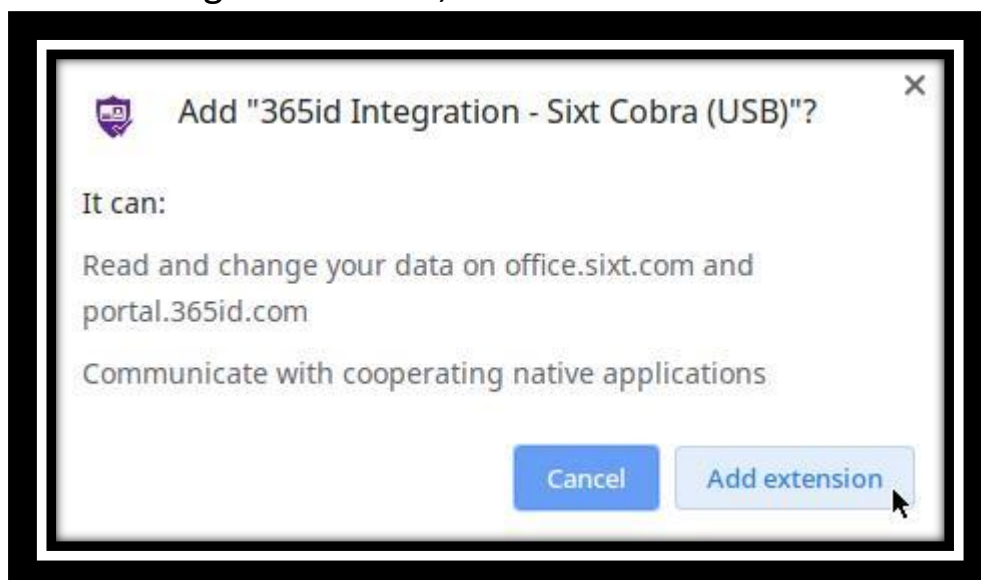 Add "365id Integration - Sixt Cobra (USB)"?
It can:
Read and change your data on office.sixt.com and
portal.365id.com
Communicate with cooperating native applications
Cancel
Add extension